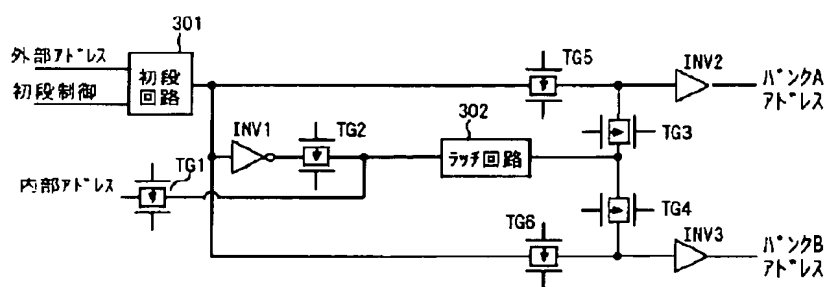 301
外部アドレス
初段制御
初段
回路
TG5
INV2
バンクA
アドレス
INV1
TG2
302
ラッチ回路
TG3
内部アドレス
TG1
TG4
TG6
INV3
バンクB
アドレス